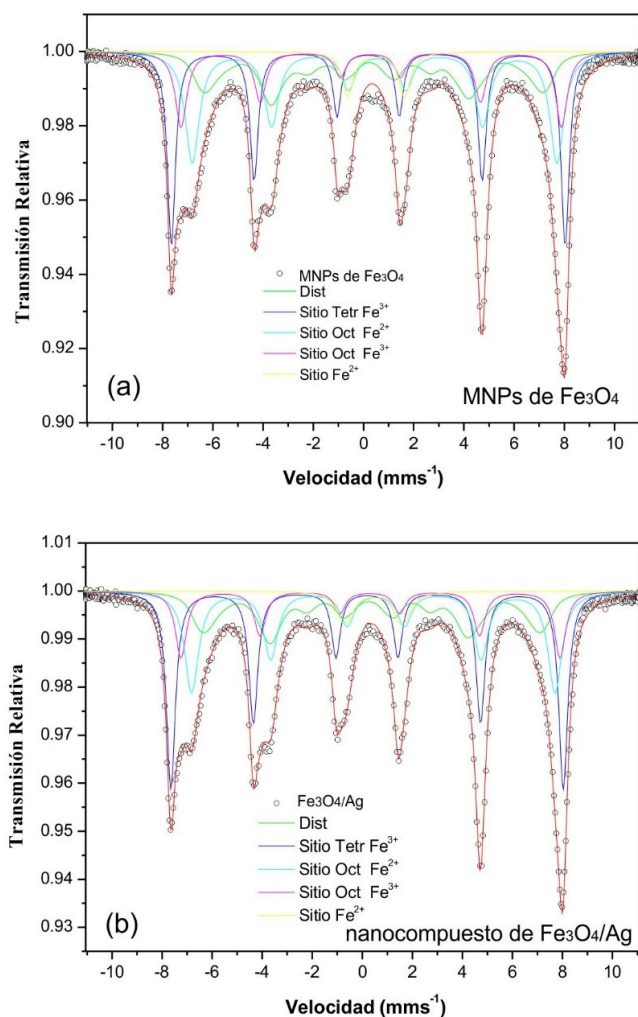 1.00
0.98
0.96
0.94
0.92
0.90
Transmisión Relativa
MNPs de Fe₃O₄
Dist
Sitio Tetr Fe³⁺
Sitio Oct Fe²⁺
Sitio Oct Fe³⁺
Sitio Fe²⁺
(a)
MNPs de Fe₃O₄
-10 -8 -6 -4 -2 0 2 4 6 8 10
Velocidad (mms⁻¹)
1.01
1.00
0.99
0.98
0.97
0.96
0.95
0.94
0.93
Transmisión Relativa
Fe₃O₄/Ag
Dist
Sitio Tetr Fe³⁺
Sitio Oct Fe²⁺
Sitio Oct Fe³⁺
Sitio Fe²⁺
(b)
nanocompuesto de Fe₃O₄/Ag
-10 -8 -6 -4 -2 0 2 4 6 8 10
Velocidad (mms⁻¹)